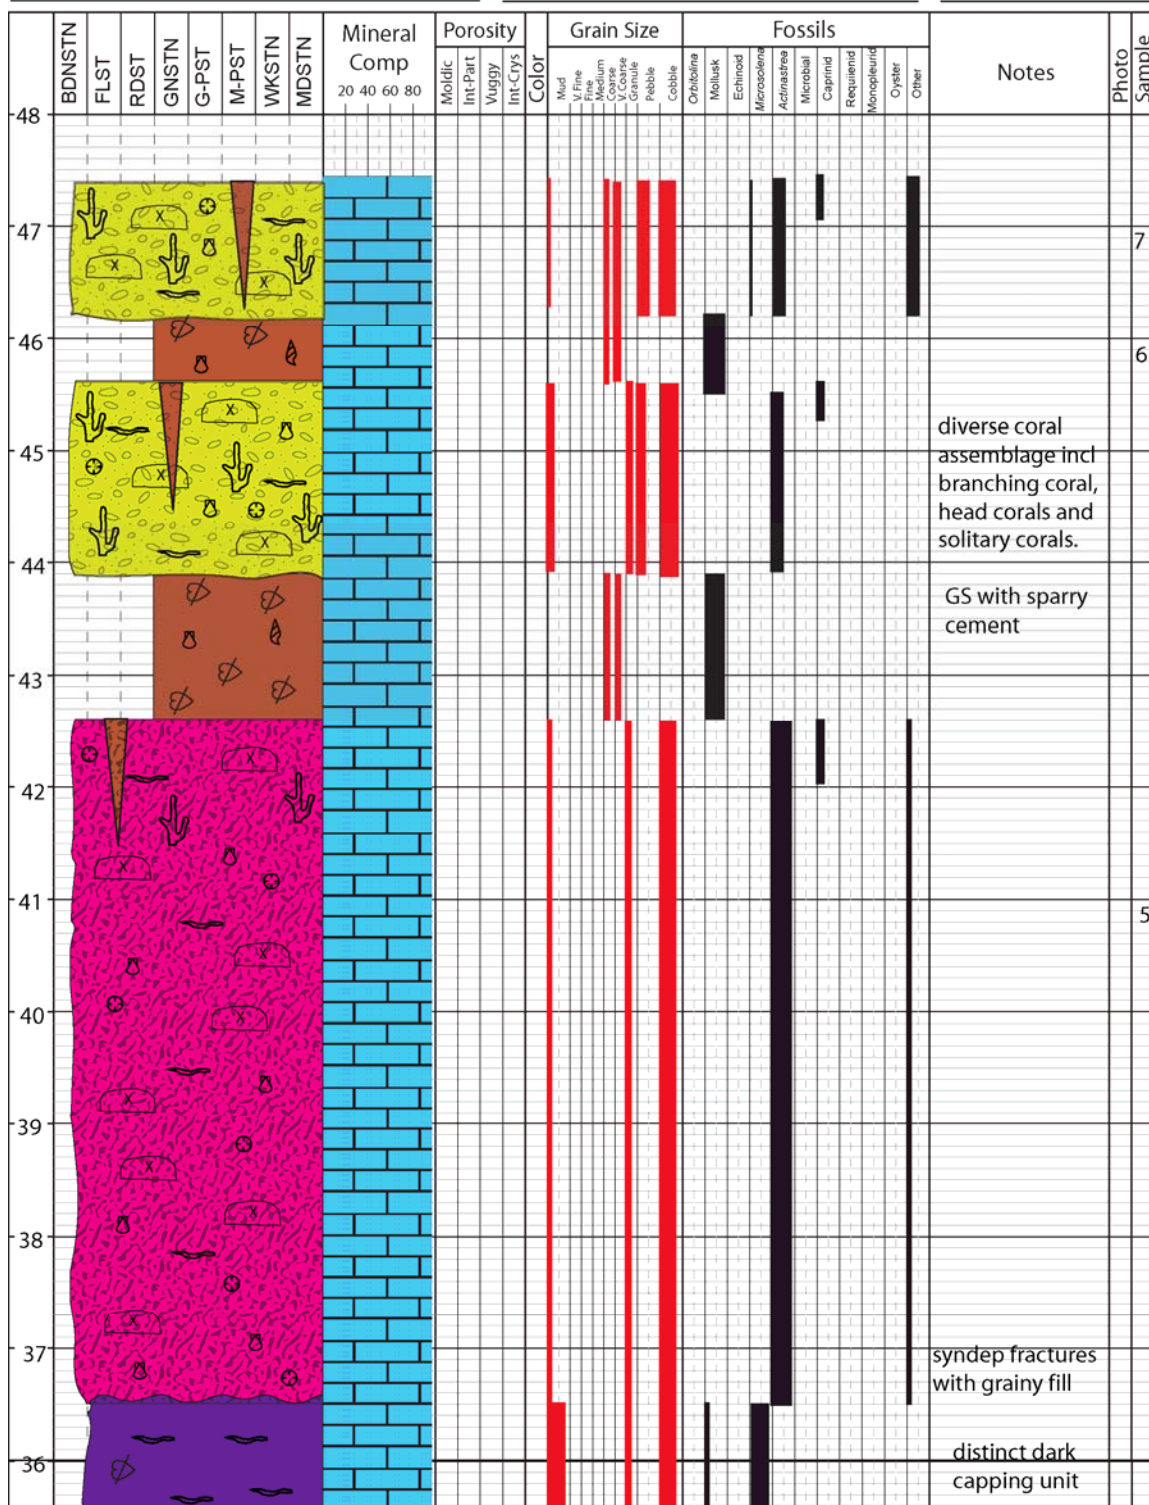 BDNSTN
FLST
RDST
GNSTN
G-PST
M-PST
WKSTN
MDSTN
Mineral
Comp
20 40 60 80
Porosity
Moldic
Int-Part
Vuggy
Int-Crys
Color
Grain Size
Mud
V. Fine
Fine
Medium
Coarse
V. Coarse
Granule
Pebble
Cobble
Fossils
Orbitolina
Mollusk
Echinoid
Microsolena
Actinastrea
Microbial
Caprinid
Requienid
Monopleurid
Oyster
Other
Notes
Photo
Sample
48
47
7
46
6
45
diverse coral
assemblage incl
branching coral,
head corals and
solitary corals.
44
GS with sparry
cement
43
42
41
5
40
39
38
37
syndep fractures
with grainy fill
36
distinct dark
capping unit
X
X
X
X
X
X
X
X
X
X
X
X
X
X